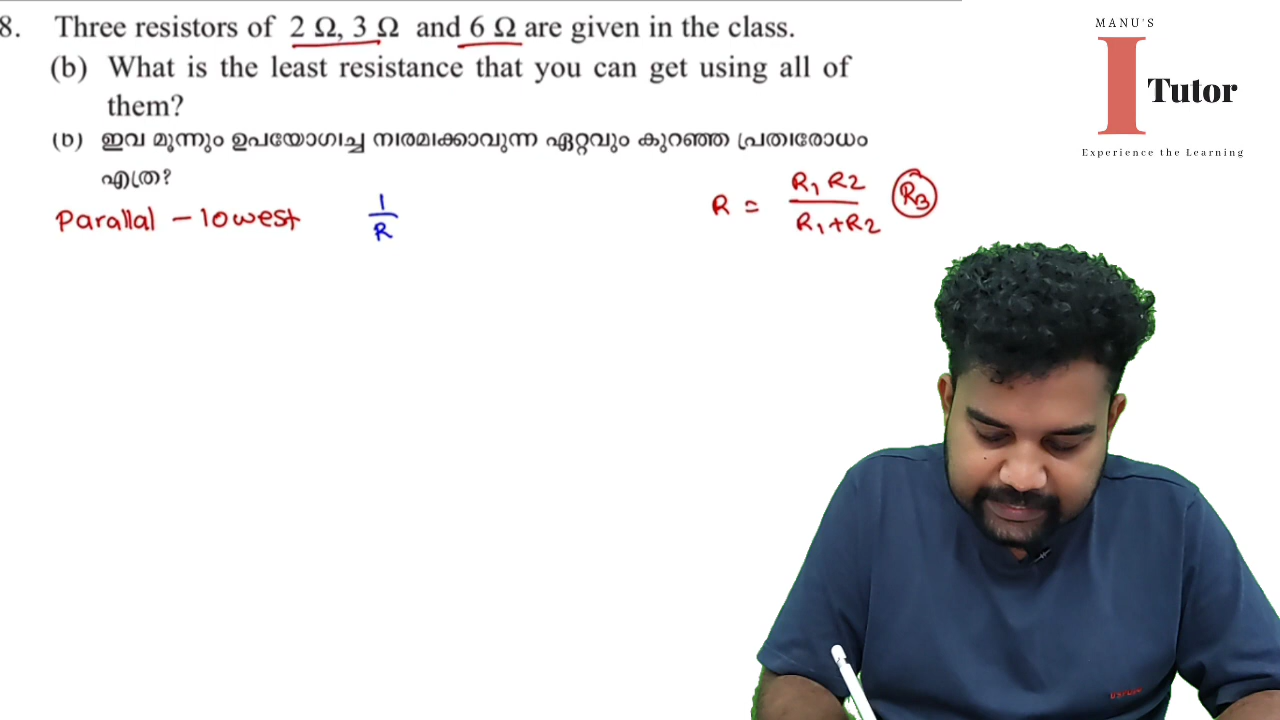 8. Three resistors of 2 Ω, 3 Ω and 6 Ω are given in the class.
(b) What is the least resistance that you can get using all of
them?
(b) ഇവ മൂന്നും ഉപയോഗിച്ച് നിർമ്മിക്കാവുന്ന ഏറ്റവും കുറഞ്ഞ പ്രതിരോധം
എത്ര?
Parallal - lowest
1
R
R = R1 R2
R1+R2
R3
MANU'S
I Tutor
Experience the Learning